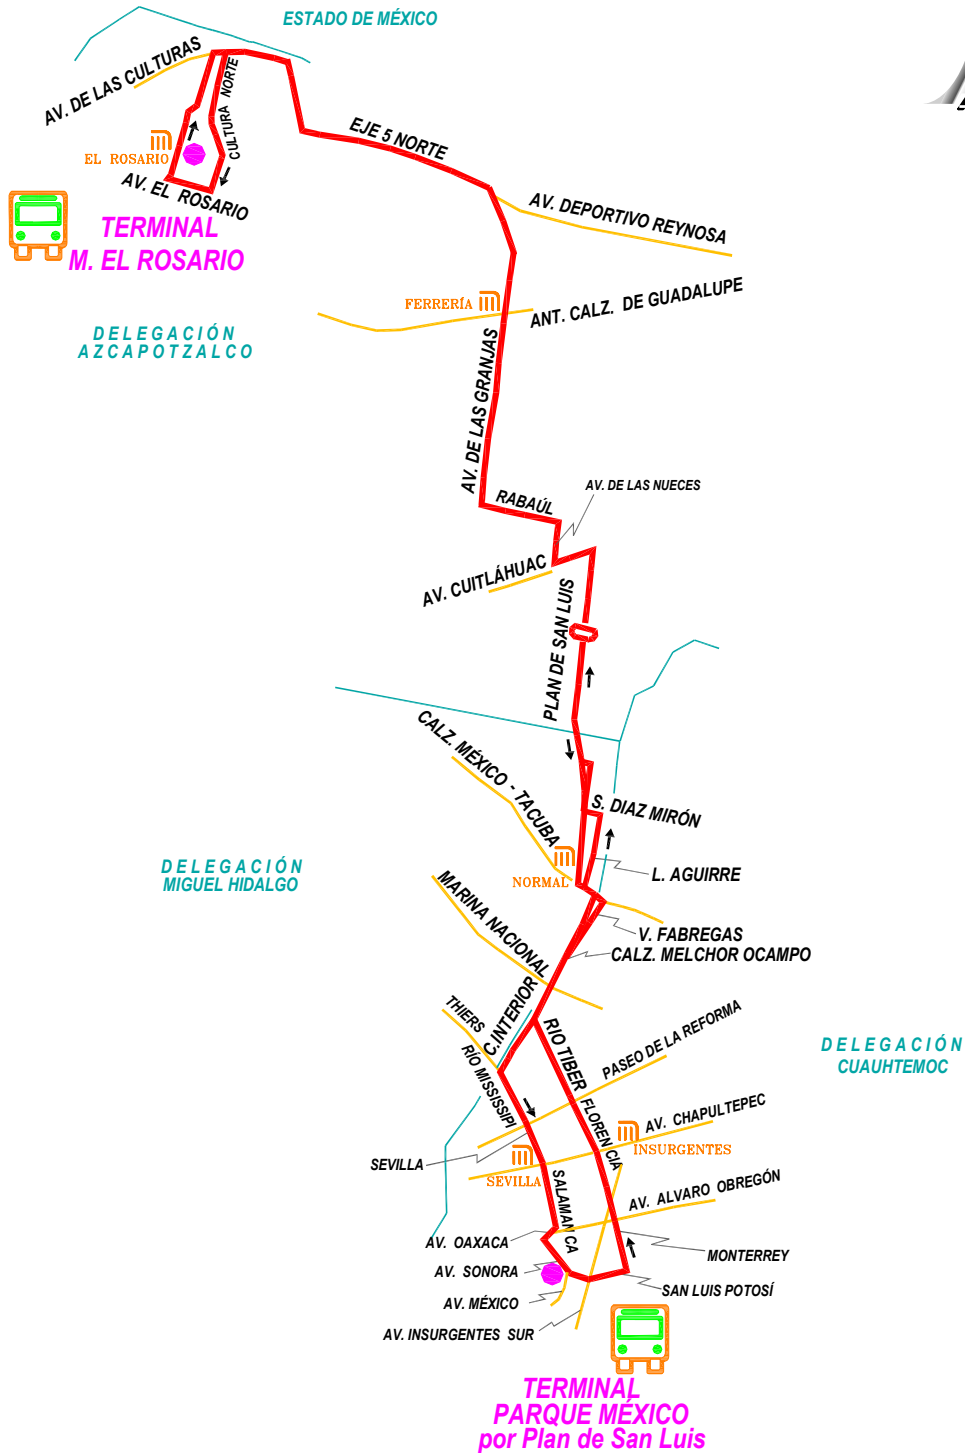 ESTADO DE MÉXICO
AV. DE LAS CULTURAS
CULTURA NORTE
EJE 5 NORTE
EL ROSARIO
AV. EL ROSARIO
AV. DEPORTIVO REYNOSA
TERMINAL
M. EL ROSARIO
FERRERÍA
ANT. CALZ. DE GUADALUPE
DELEGACIÓN
AZCAPOTZALCO
AV. DE LAS GRANJAS
AV. DE LAS NUECES
RABAÚL
AV. CUITLÁHUAC
PLAN DE SAN LUIS
CALZ. MÉXICO - TACUBA
S. DIAZ MIRÓN
DELEGACIÓN
MIGUEL HIDALGO
NORMAL
L. AGUIRRE
MARINA NACIONAL
V. FABREGAS
CALZ. MELCHOR OCAMPO
C.INTERIOR
THIERS
RIO TIBER
PASEO DE LA REFORMA
DELEGACIÓN
CUAUHTEMOC
RÍO MISSISSIPI
FLORENCIA
AV. CHAPULTEPEC
INSURGENTES
SEVILLA
SEVILLA
SALAMANCA
AV. ALVARO OBREGÓN
AV. OAXACA
MONTERREY
AV. SONORA
SAN LUIS POTOSÍ
AV. MÉXICO
AV. INSURGENTES SUR
TERMINAL
PARQUE MÉXICO
por Plan de San Luis